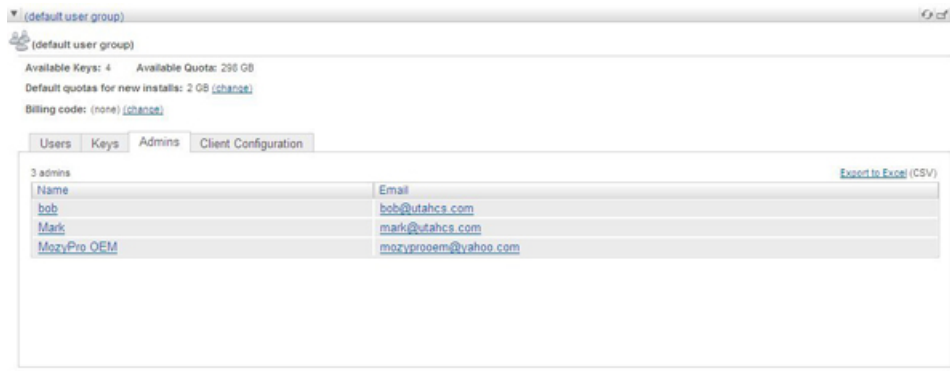 (default user group)
(default user group)
Available Keys: 4 Available Quota: 298 GB
Default quotas for new installs: 2 GB (change)
Billing code: (none) (change)
Users Keys Admins Client Configuration
3 admins Export to Excel (CSV)
Name Email
bob bob@utahcs.com
Mark mark@utahcs.com
MozyPro OEM mozyprooem@yahoo.com